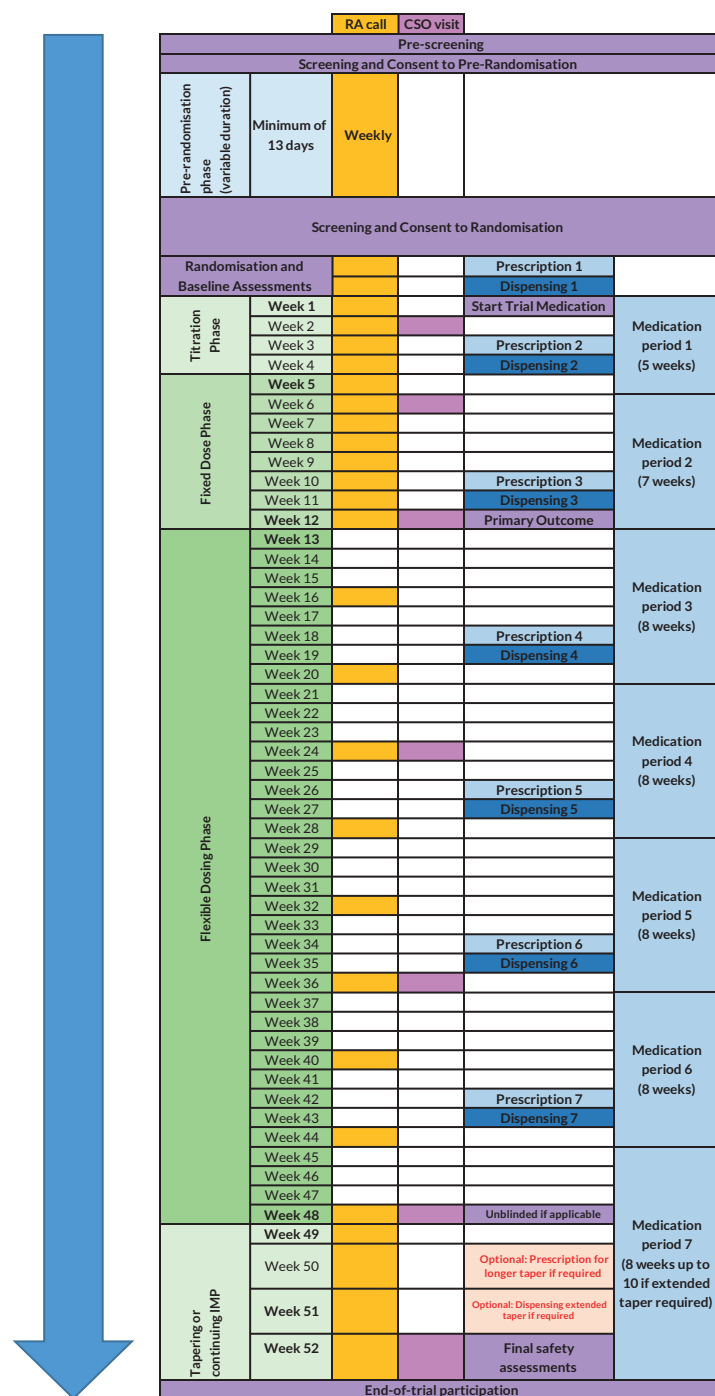 RA call CSO visit
Pre-screening
Screening and Consent to Pre-Randomisation
Pre-randomisation
phase
(variable duration)
Minimum of
13 days
Weekly
Screening and Consent to Randomisation
Randomisation and
Baseline Assessments
Prescription 1
Dispensing 1
Titration
Phase
Week 1 Start Trial Medication
Week 2
Week 3 Prescription 2
Week 4 Dispensing 2
Medication
period 1
(5 weeks)
Fixed Dose Phase
Week 5
Week 6
Week 7
Week 8
Week 9
Week 10 Prescription 3
Week 11 Dispensing 3
Week 12 Primary Outcome
Medication
period 2
(7 weeks)
Flexible Dosing Phase
Week 13
Week 14
Week 15
Week 16
Week 17
Week 18 Prescription 4
Week 19 Dispensing 4
Week 20
Medication
period 3
(8 weeks)
Week 21
Week 22
Week 23
Week 24
Week 25
Week 26 Prescription 5
Week 27 Dispensing 5
Week 28
Medication
period 4
(8 weeks)
Week 29
Week 30
Week 31
Week 32
Week 33
Week 34 Prescription 6
Week 35 Dispensing 6
Week 36
Medication
period 5
(8 weeks)
Week 37
Week 38
Week 39
Week 40
Week 41
Week 42 Prescription 7
Week 43 Dispensing 7
Week 44
Medication
period 6
(8 weeks)
Week 45
Week 46
Week 47
Week 48 Unblinded if applicable
Tapering or
continuing IMP
Week 49
Week 50
Optional: Prescription for
longer taper if required
Week 51
Optional: Dispensing extended
taper if required
Week 52
Final safety
assessments
Medication
period 7
(8 weeks up to
10 if extended
taper required)
End-of-trial participation